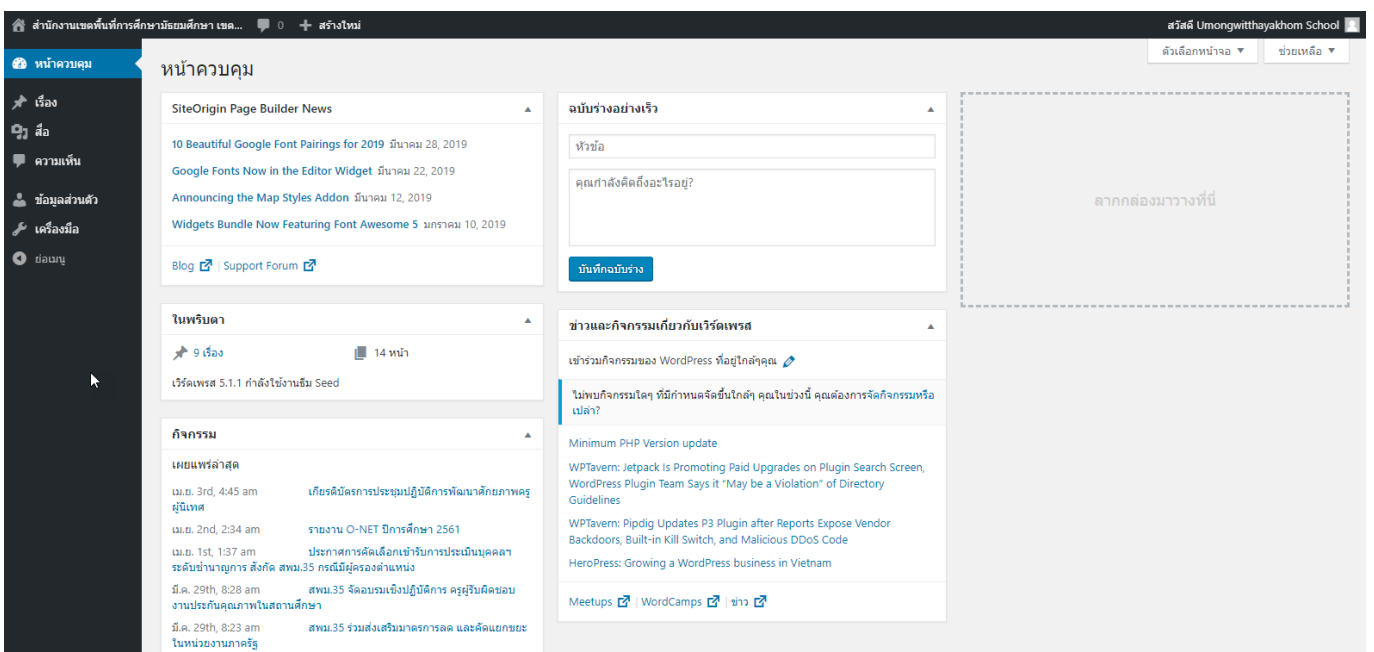 สำนักงานเขตพื้นที่การศึกษามัธยมศึกษา เขต... 0 + สร้างใหม่
สวัสดี Umongwitthayakhom School
ตัวเลือกหน้าจอ ▼ ช่วยเหลือ ▼
หน้าควบคุม
เรื่อง
สื่อ
ความเห็น
ข้อมูลส่วนตัว
เครื่องมือ
ย่อเมนู
หน้าควบคุม
SiteOrigin Page Builder News
10 Beautiful Google Font Pairings for 2019 มีนาคม 28, 2019
Google Fonts Now in the Editor Widget มีนาคม 22, 2019
Announcing the Map Styles Addon มีนาคม 12, 2019
Widgets Bundle Now Featuring Font Awesome 5 มกราคม 10, 2019
Blog | Support Forum
ในพริบตา
9 เรื่อง 14 หน้า
เวิร์ดเพรส 5.1.1 กำลังใช้งานธีม Seed
กิจกรรม
เผยแพร่ล่าสุด
เม.ย. 3rd, 4:45 am เกียรติบัตรการประชุมปฏิบัติการพัฒนาศักยภาพครู
ผู้นิเทศ
เม.ย. 2nd, 2:34 am รายงาน O-NET ปีการศึกษา 2561
เม.ย. 1st, 1:37 am ประกาศการคัดเลือกเข้ารับการประเมินบุคคลฯ
ระดับชำนาญการ สังกัด สพม.35 กรณีมีผู้ครองตำแหน่ง
มี.ค. 29th, 8:28 am สพม.35 จัดอบรมเชิงปฏิบัติการ ครูผู้รับผิดชอบ
งานประกันคุณภาพในสถานศึกษา
มี.ค. 29th, 8:23 am สพม.35 ร่วมส่งเสริมมาตรการลด และคัดแยกขยะ
ในหน่วยงานภาครัฐ
ฉบับร่างอย่างเร็ว
หัวข้อ
คุณกำลังคิดถึงอะไรอยู่?
บันทึกฉบับร่าง
ข่าวและกิจกรรมเกี่ยวกับเวิร์ดเพรส
เข้าร่วมกิจกรรมของ WordPress ที่อยู่ใกล้ๆคุณ
ไม่พบกิจกรรมใดๆ ที่มีกำหนดจัดขึ้นใกล้ๆ คุณในช่วงนี้ คุณต้องการจัดกิจกรรมหรือ
เปล่า?
Minimum PHP Version update
WPTavern: Jetpack Is Promoting Paid Upgrades on Plugin Search Screen,
WordPress Plugin Team Says it “May be a Violation” of Directory
Guidelines
WPTavern: Pipdig Updates P3 Plugin after Reports Expose Vendor
Backdoors, Built-in Kill Switch, and Malicious DDoS Code
HeroPress: Growing a WordPress business in Vietnam
Meetups | WordCamps | ข่าว
ลากกล่องมาวางที่นี่